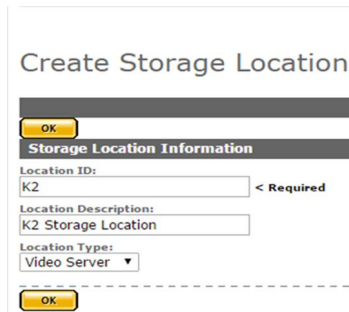 Create Storage Location
OK
Storage Location Information
Location ID:
K2
< Required
Location Description:
K2 Storage Location
Location Type:
Video Server ▼
OK